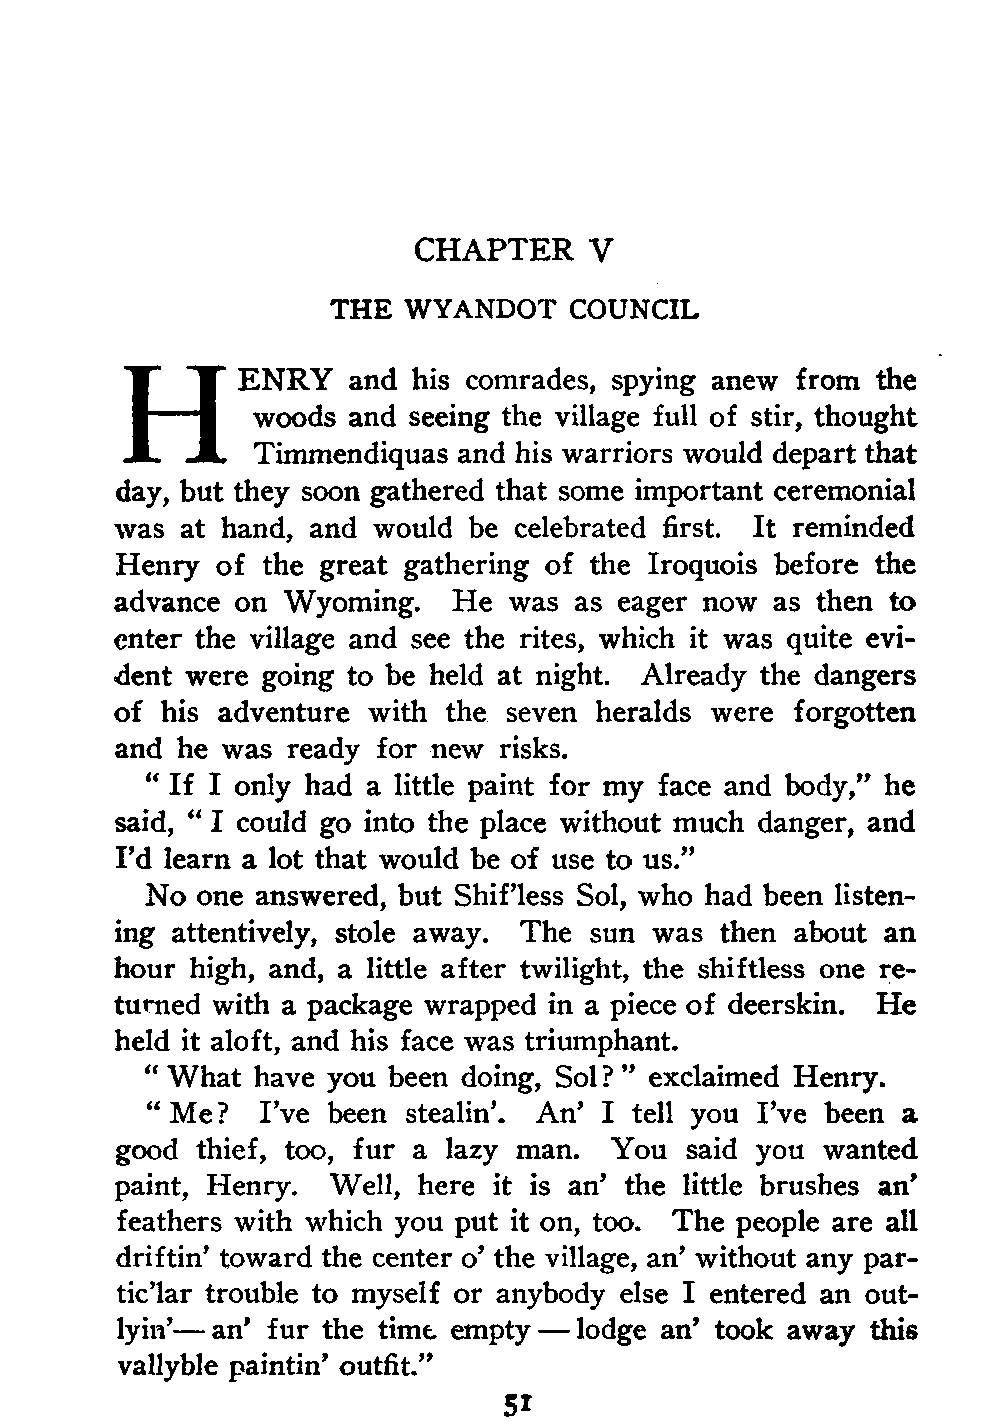 CHAPTER V
THE WYANDOT COUNCIL
HENRY and his comrades, spying anew from the
woods and seeing the village full of stir, thought
Timmendiquas and his warriors would depart that
day, but they soon gathered that some important ceremonial
was at hand, and would be celebrated first. It reminded
Henry of the great gathering of the Iroquois before the
advance on Wyoming. He was as eager now as then to
enter the village and see the rites, which it was quite evi-
dent were going to be held at night. Already the dangers
of his adventure with the seven heralds were forgotten
and he was ready for new risks.
“ If I only had a little paint for my face and body,” he
said, “ I could go into the place without much danger, and
I’d learn a lot that would be of use to us.”
No one answered, but Shif’less Sol, who had been listen-
ing attentively, stole away. The sun was then about an
hour high, and, a little after twilight, the shiftless one re-
turned with a package wrapped in a piece of deerskin. He
held it aloft, and his face was triumphant.
“ What have you been doing, Sol? ” exclaimed Henry.
“ Me? I’ve been stealin’. An’ I tell you I’ve been a
good thief, too, fur a lazy man. You said you wanted
paint, Henry. Well, here it is an’ the little brushes an’
feathers with which you put it on, too. The people are all
driftin’ toward the center o’ the village, an’ without any par-
tic’lar trouble to myself or anybody else I entered an out-
lyin’— an’ fur the time empty — lodge an’ took away this
vallyble paintin’ outfit.”
51